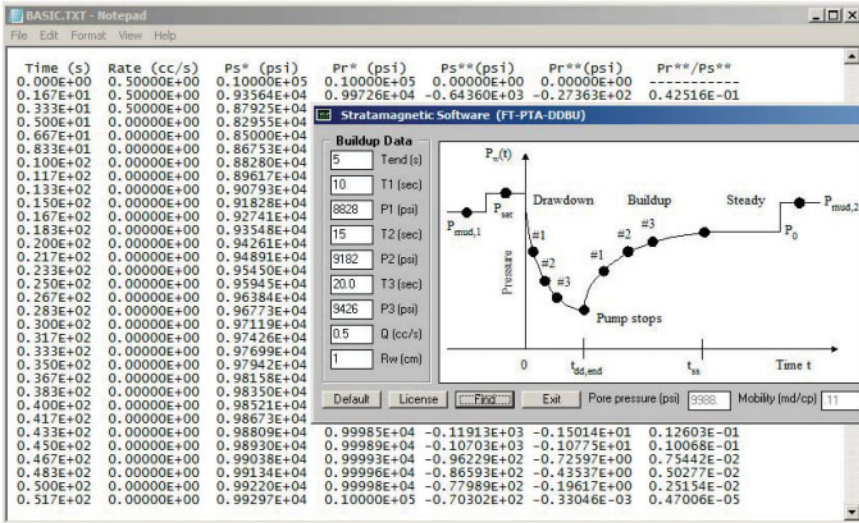 BASIC.TXT - Notepad
File Edit Format View Help
Time (s) Rate (cc/s) Ps* (psi) Pr* (psi) Ps**(psi) Pr**(psi) Pr**/Ps**
0.000E+00 0.50000E+00 0.10000E+05 0.10000E+05 0.00000E+00 0.00000E+00 -----------
0.167E+01 0.50000E+00 0.93564E+04 0.99726E+04 -0.64360E+03 -0.27363E+02 0.42516E-01
0.333E+01 0.50000E+00 0.87925E+04
0.500E+01 0.00000E+00 0.82955E+04
0.667E+01 0.00000E+00 0.85000E+04
0.833E+01 0.00000E+00 0.86753E+04
0.100E+02 0.00000E+00 0.88280E+04
0.117E+02 0.00000E+00 0.89617E+04
0.133E+02 0.00000E+00 0.90793E+04
0.150E+02 0.00000E+00 0.91828E+04
0.167E+02 0.00000E+00 0.92741E+04
0.183E+02 0.00000E+00 0.93548E+04
0.200E+02 0.00000E+00 0.94261E+04
0.217E+02 0.00000E+00 0.94891E+04
0.233E+02 0.00000E+00 0.95450E+04
0.250E+02 0.00000E+00 0.95945E+04
0.267E+02 0.00000E+00 0.96384E+04
0.283E+02 0.00000E+00 0.96773E+04
0.300E+02 0.00000E+00 0.97119E+04
0.317E+02 0.00000E+00 0.97426E+04
0.333E+02 0.00000E+00 0.97699E+04
0.350E+02 0.00000E+00 0.97942E+04
0.367E+02 0.00000E+00 0.98158E+04
0.383E+02 0.00000E+00 0.98350E+04
0.400E+02 0.00000E+00 0.98521E+04
0.417E+02 0.00000E+00 0.98673E+04
0.433E+02 0.00000E+00 0.98809E+04 0.99985E+04 -0.11913E+03 -0.15014E+01 0.12603E-01
0.450E+02 0.00000E+00 0.98930E+04 0.99989E+04 -0.10703E+03 -0.10775E+01 0.10068E-01
0.467E+02 0.00000E+00 0.99038E+04 0.99993E+04 -0.96229E+02 -0.72597E+00 0.75442E-02
0.483E+02 0.00000E+00 0.99134E+04 0.99996E+04 -0.86593E+02 -0.43537E+00 0.50277E-02
0.500E+02 0.00000E+00 0.99220E+04 0.99998E+04 -0.77989E+02 -0.19617E+00 0.25154E-02
0.517E+02 0.00000E+00 0.99297E+04 0.10000E+05 -0.70302E+02 -0.33046E-03 0.47006E-05
Stratamagnetic Software (FT-PTA-DDBU)
Buildup Data
5 Tend (s)
10 T1 (sec)
8828 P1 (psi)
15 T2 (sec)
9182 P2 (psi)
20.0 T3 (sec)
9426 P3 (psi)
0.5 Q (cc/s)
1 Rw (cm)
Pw(t)
Drawdown Buildup Steady
Pmud,1 Pset P0 Pmud,2
#1 #2 #3
#1 #2 #3
Pressure
Pump stops
0 tdd,end tss Time t
Default License Find Exit Pore pressure (psi) 9988. Mobility (md/cp) 11